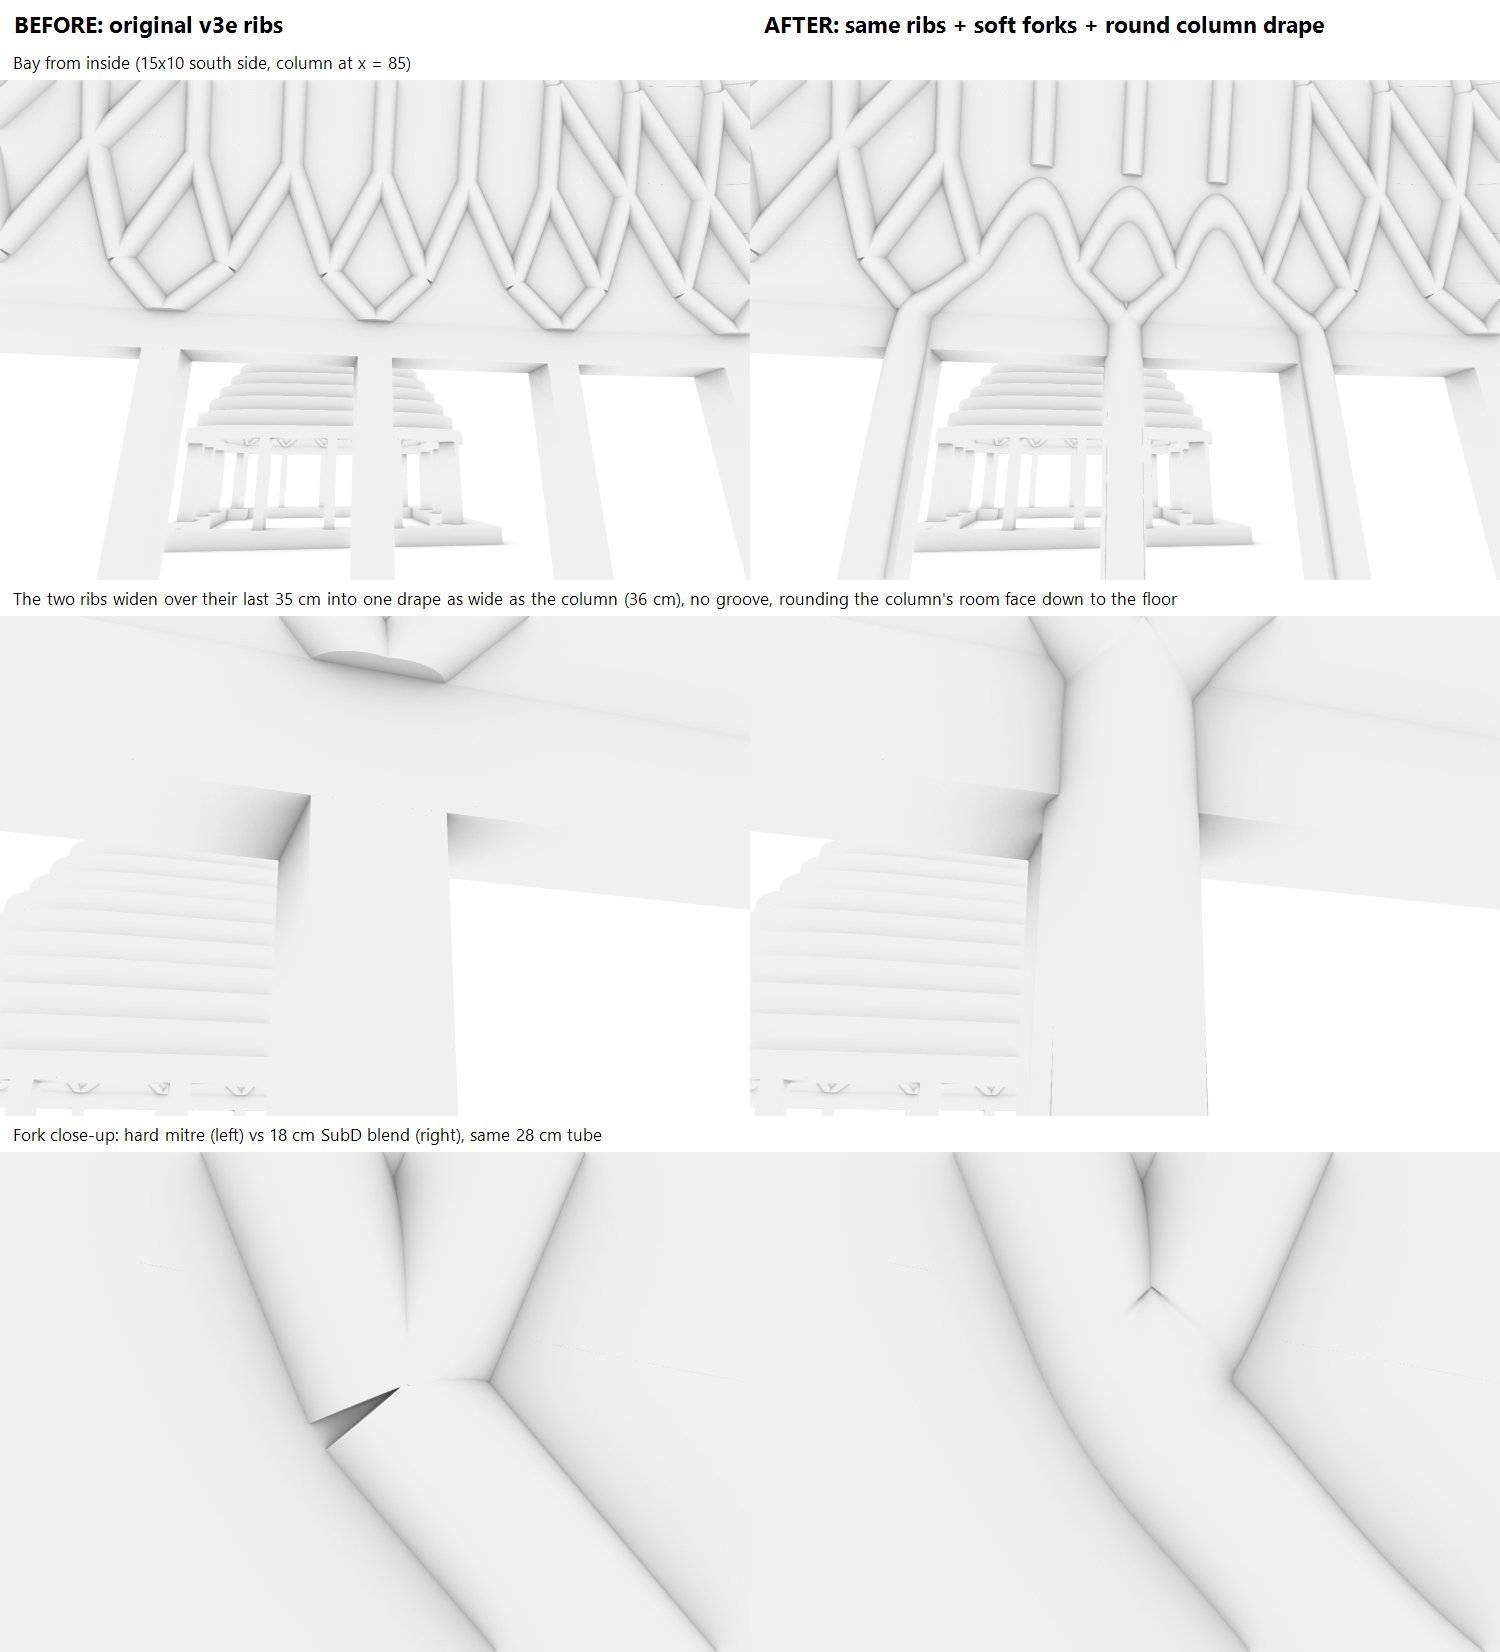 BEFORE: original v3e ribs
AFTER: same ribs + soft forks + round column drape
Bay from inside (15x10 south side, column at x = 85)
The two ribs widen over their last 35 cm into one drape as wide as the column (36 cm), no groove, rounding the column's room face down to the floor
Fork close-up: hard mitre (left) vs 18 cm SubD blend (right), same 28 cm tube